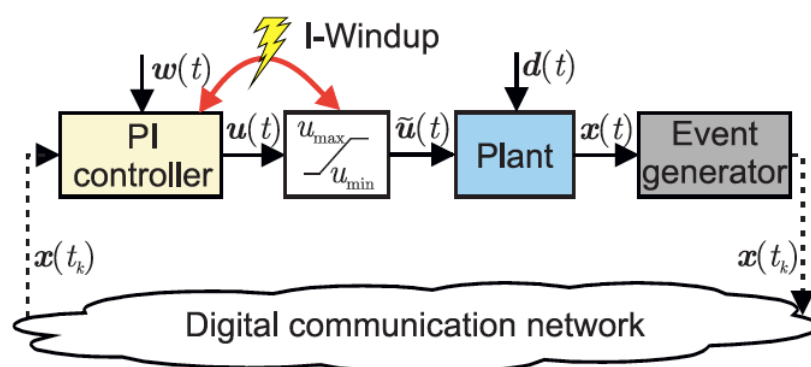 I-Windup
w(t)
d(t)
PI
controller
u(t)
u_max
u_min
ũ(t)
Plant
x(t)
Event
generator
x(t_k)
x(t_k)
Digital communication network